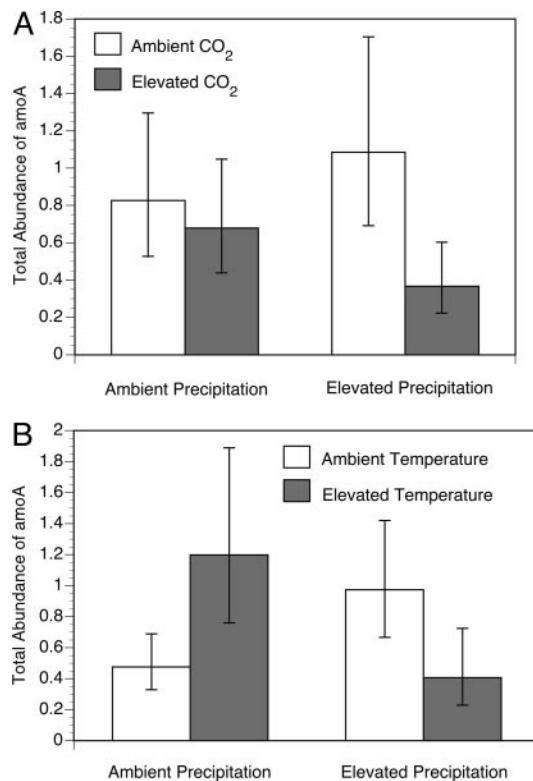 A
Ambient CO₂
Elevated CO₂
Total Abundance of amoA
1.8
1.6
1.4
1.2
1
0.8
0.6
0.4
0.2
0
Ambient Precipitation Elevated Precipitation
B
Ambient Temperature
Elevated Temperature
Total Abundance of amoA
2
1.8
1.6
1.4
1.2
1
0.8
0.6
0.4
0.2
0
Ambient Precipitation Elevated Precipitation